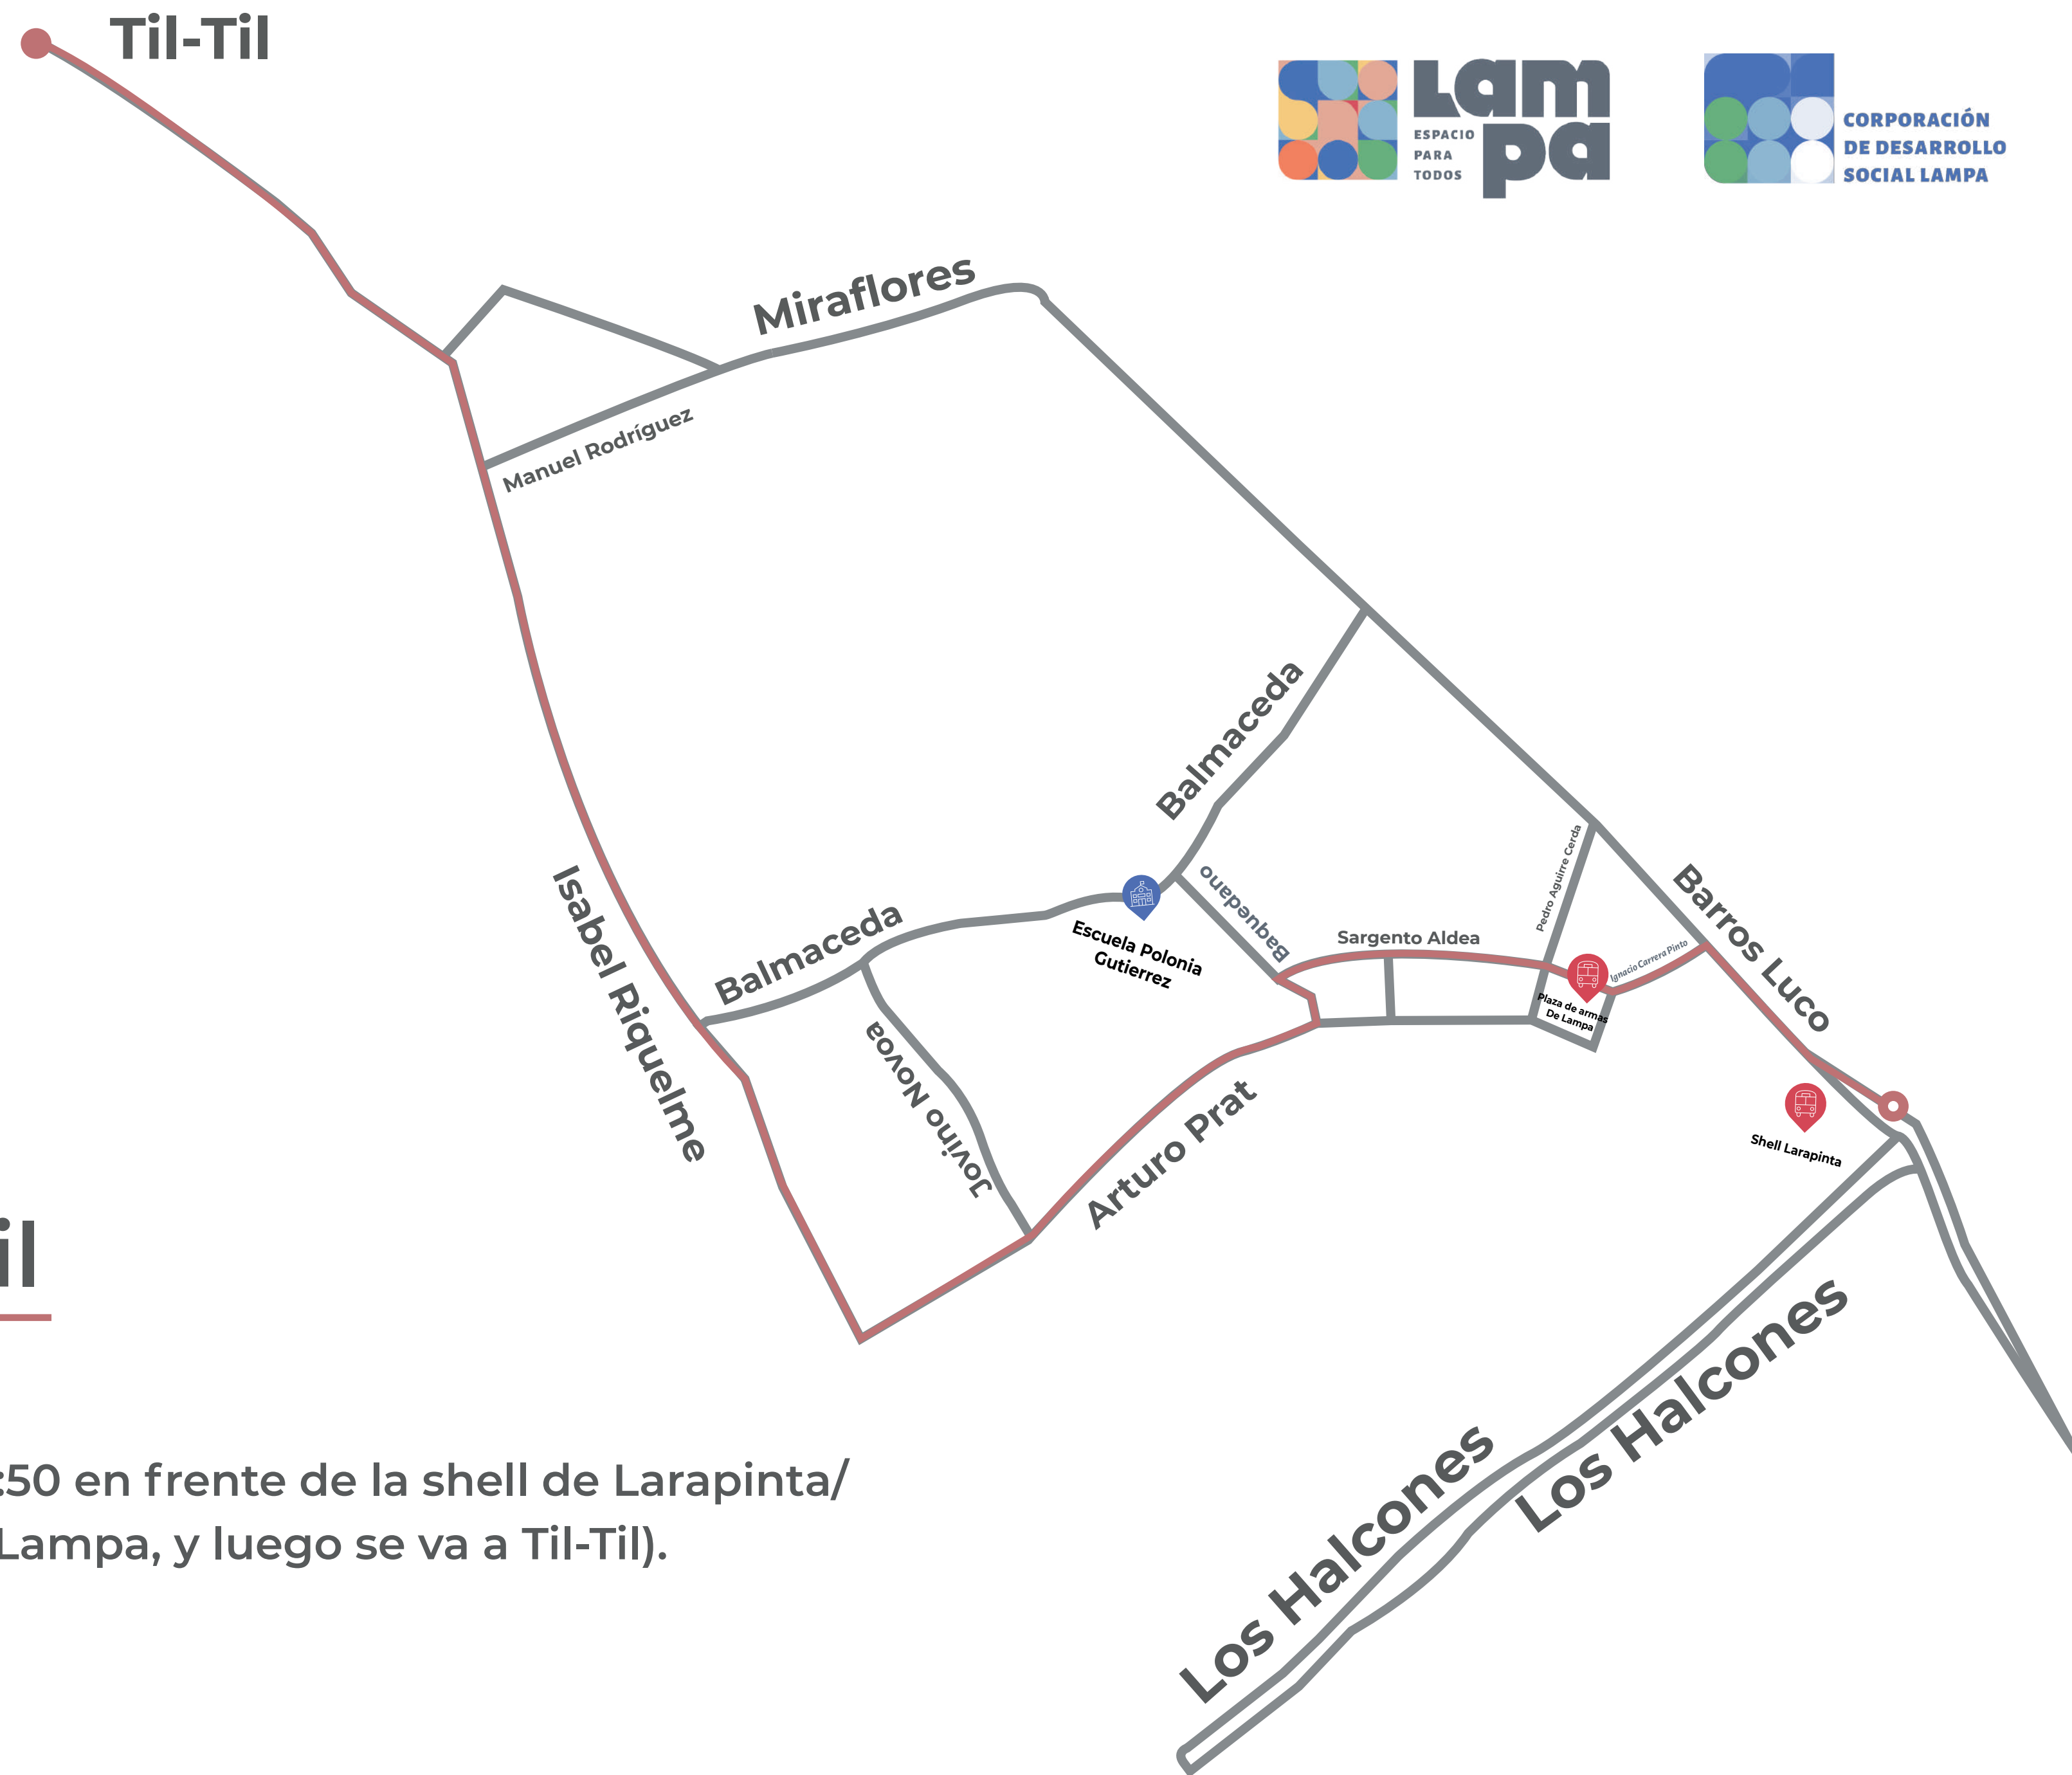 Til-Til
Lam
pa
ESPACIO
PARA
TODOS
CORPORACIÓN
DE DESARROLLO
SOCIAL LAMPA
Miraflores
Manuel Rodríguez
Balmaceda
Pedro Aguirre Cerda
Barros Luco
Isabel Riquelme
Balmaceda
Escuela Polonia
Gutierrez
Baquedano
Sargento Aldea
Ignacio Carrera Pinto
Plaza de armas
De Lampa
Jovino Novoa
Arturo Prat
Shell Larapinta
il
Los Halcones
Los Halcones
:50 en frente de la shell de Larapinta/
Lampa, y luego se va a Til-Til).